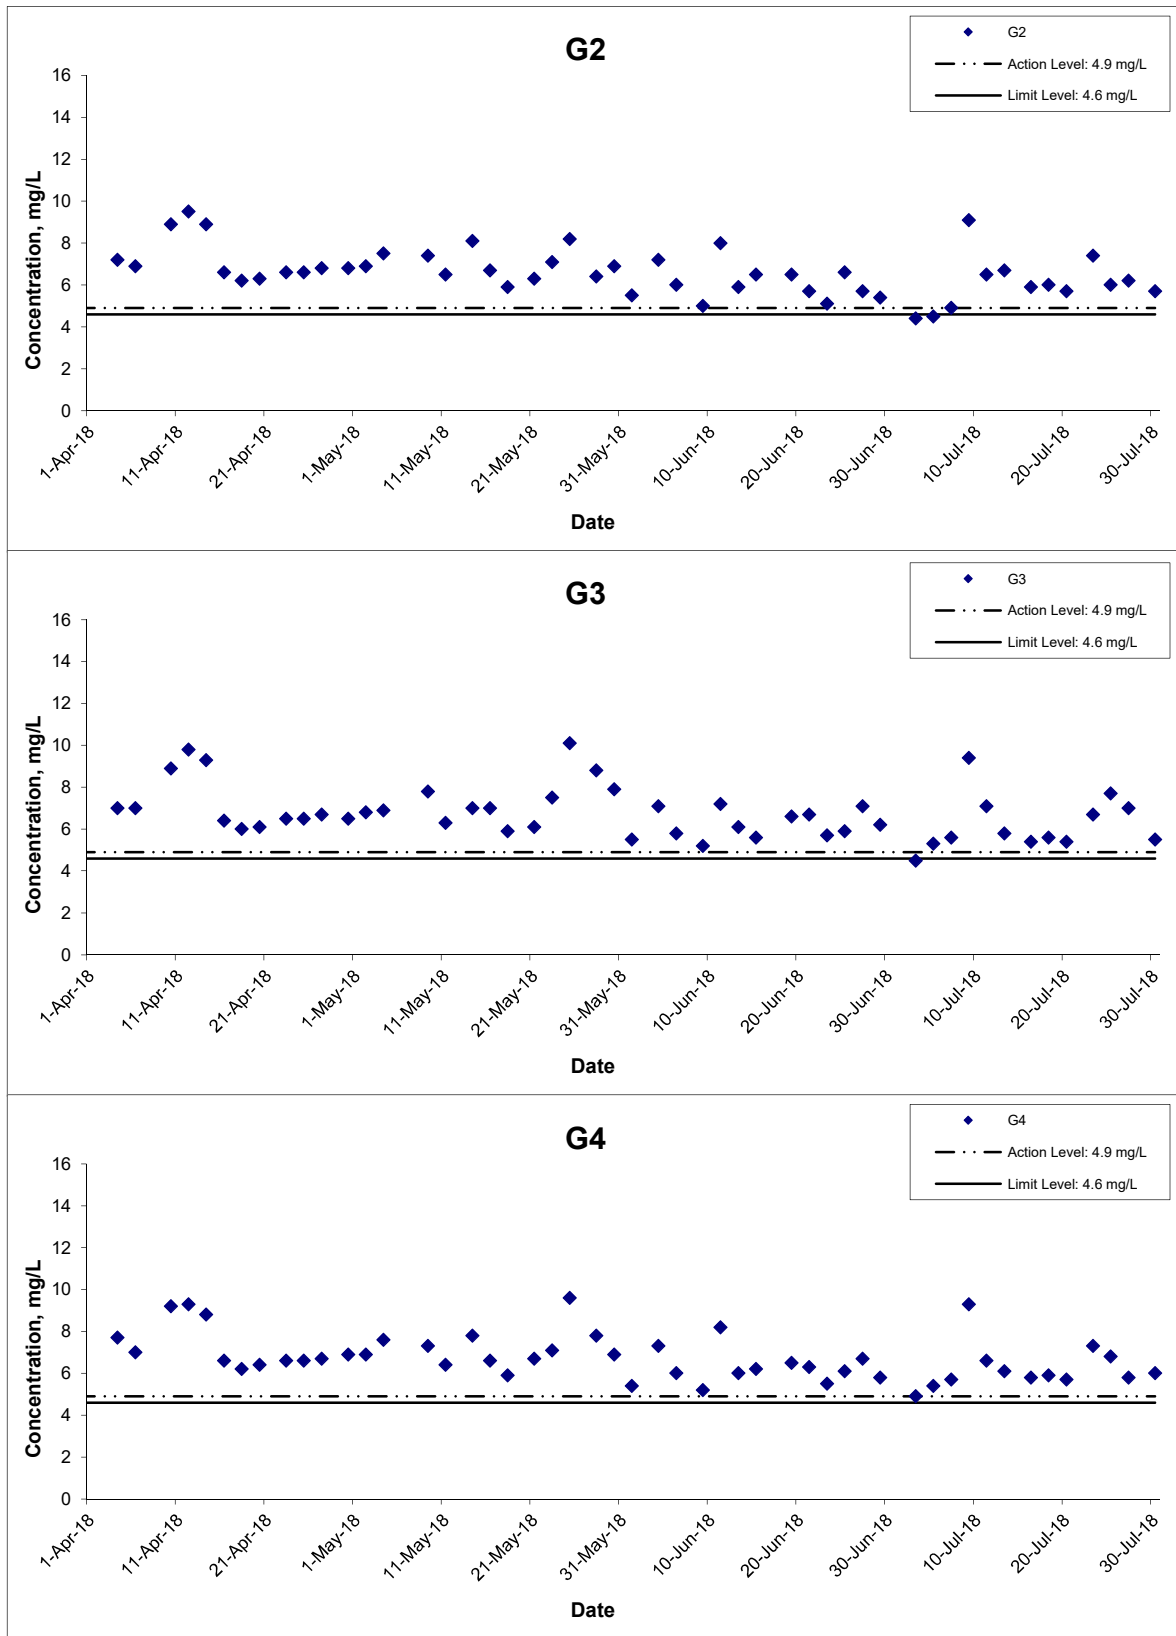 G2
G2
Action Level: 4.9 mg/L
Limit Level: 4.6 mg/L
Concentration, mg/L
16
14
12
10
8
6
4
2
0
1-Apr-18
11-Apr-18
21-Apr-18
1-May-18
11-May-18
21-May-18
31-May-18
10-Jun-18
20-Jun-18
30-Jun-18
10-Jul-18
20-Jul-18
30-Jul-18
Date
G3
G3
Action Level: 4.9 mg/L
Limit Level: 4.6 mg/L
Concentration, mg/L
16
14
12
10
8
6
4
2
0
1-Apr-18
11-Apr-18
21-Apr-18
1-May-18
11-May-18
21-May-18
31-May-18
10-Jun-18
20-Jun-18
30-Jun-18
10-Jul-18
20-Jul-18
30-Jul-18
Date
G4
G4
Action Level: 4.9 mg/L
Limit Level: 4.6 mg/L
Concentration, mg/L
16
14
12
10
8
6
4
2
0
1-Apr-18
11-Apr-18
21-Apr-18
1-May-18
11-May-18
21-May-18
31-May-18
10-Jun-18
20-Jun-18
30-Jun-18
10-Jul-18
20-Jul-18
30-Jul-18
Date